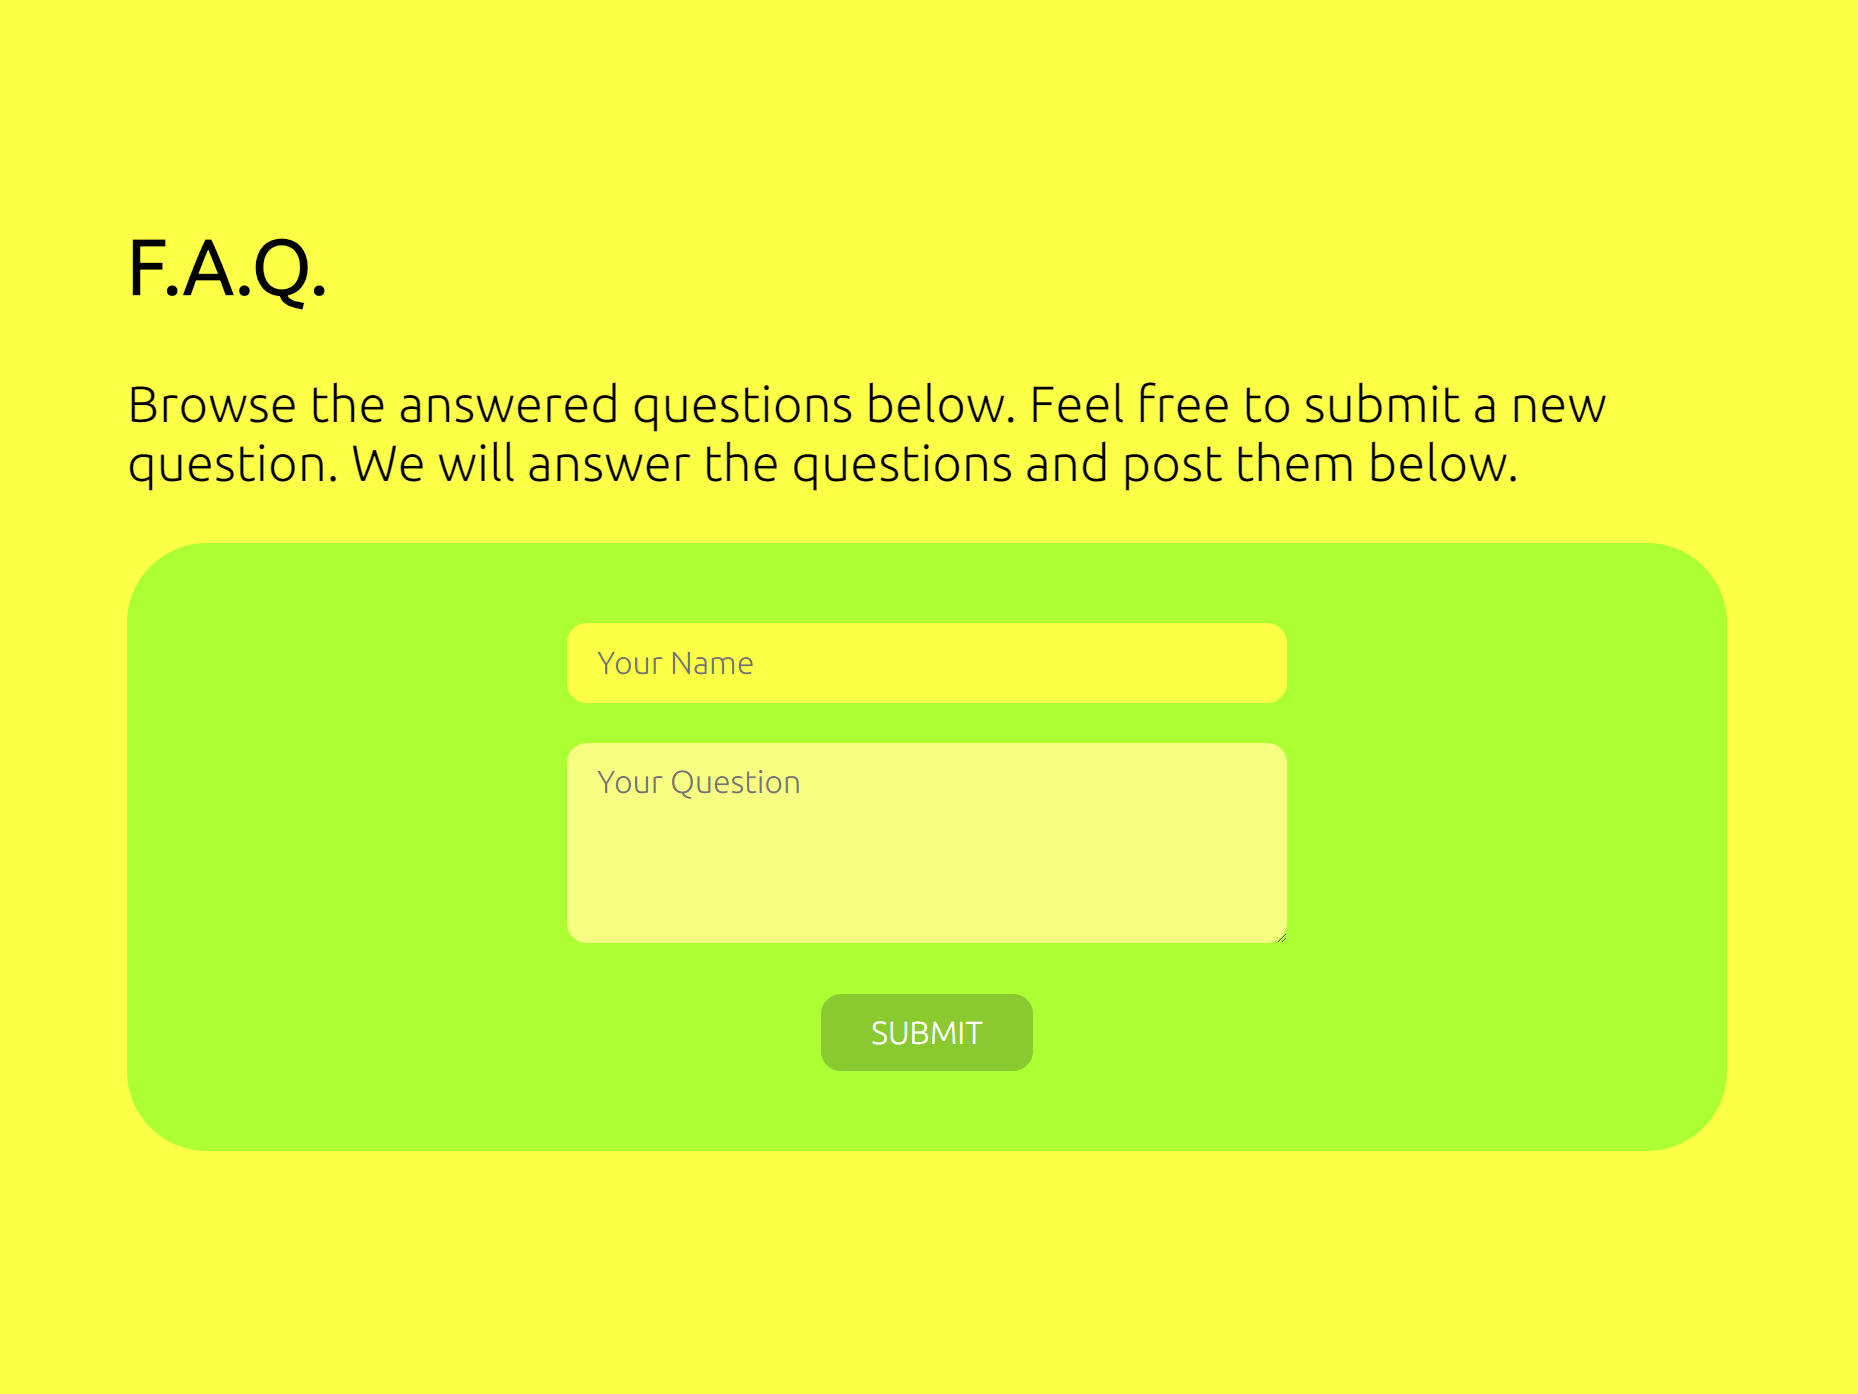 F.A.Q.
Browse the answered questions below. Feel free to submit a new
question. We will answer the questions and post them below.
Your Name
Your Question
SUBMIT